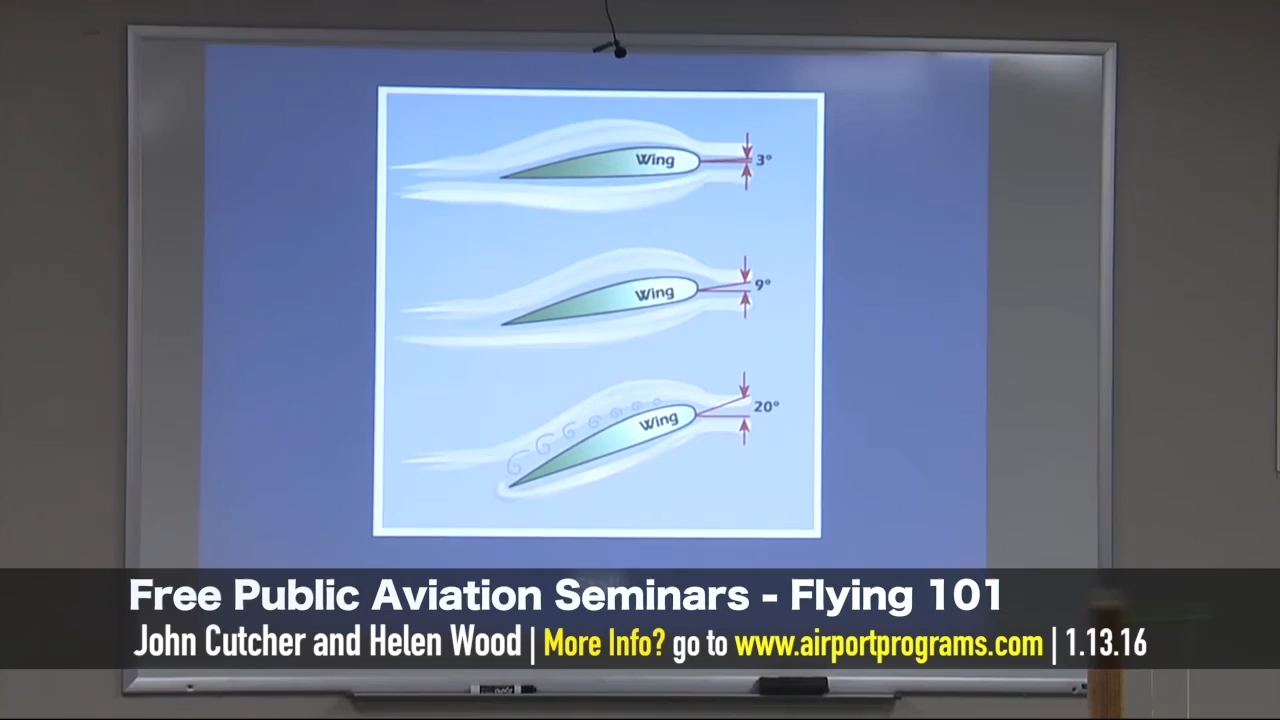 Wing 3°
Wing 9°
Wing 20°
Free Public Aviation Seminars - Flying 101
John Cutcher and Helen Wood | More Info? go to www.airportprograms.com | 1.13.16